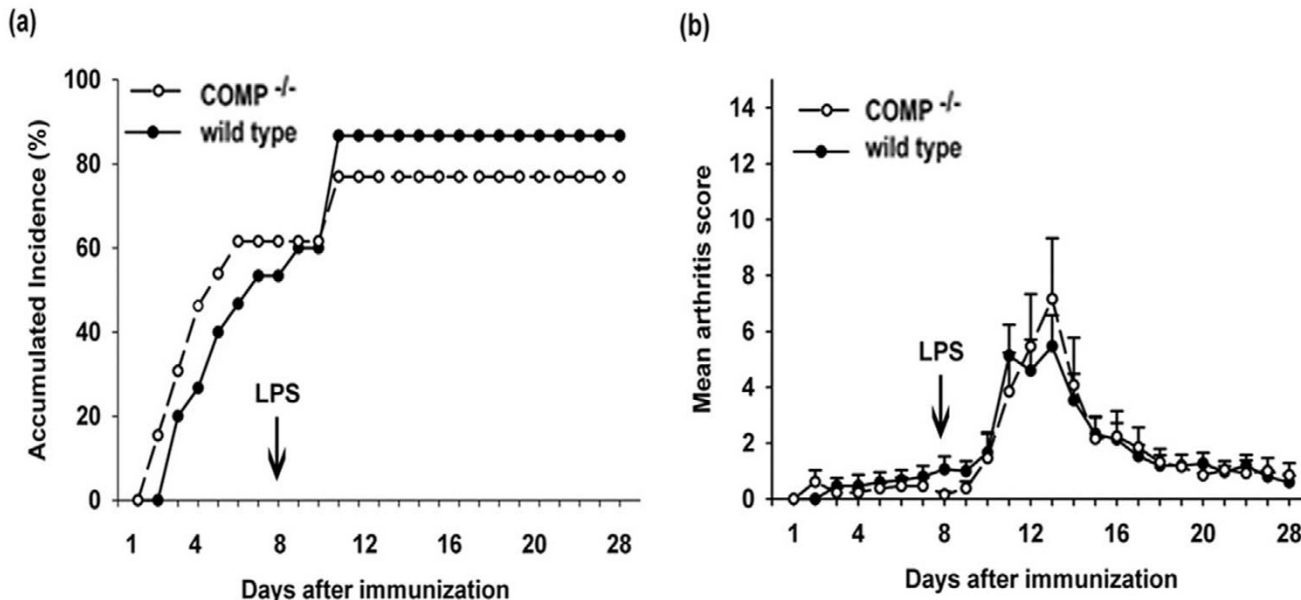 (a)
100
80
60
40
20
0
Accumulated Incidence (%)
COMP -/-
wild type
LPS
1 4 8 12 16 20 28
Days after immunization
(b)
14
12
10
8
6
4
2
0
Mean arthritis score
COMP -/-
wild type
LPS
1 4 8 12 16 20 28
Days after immunization